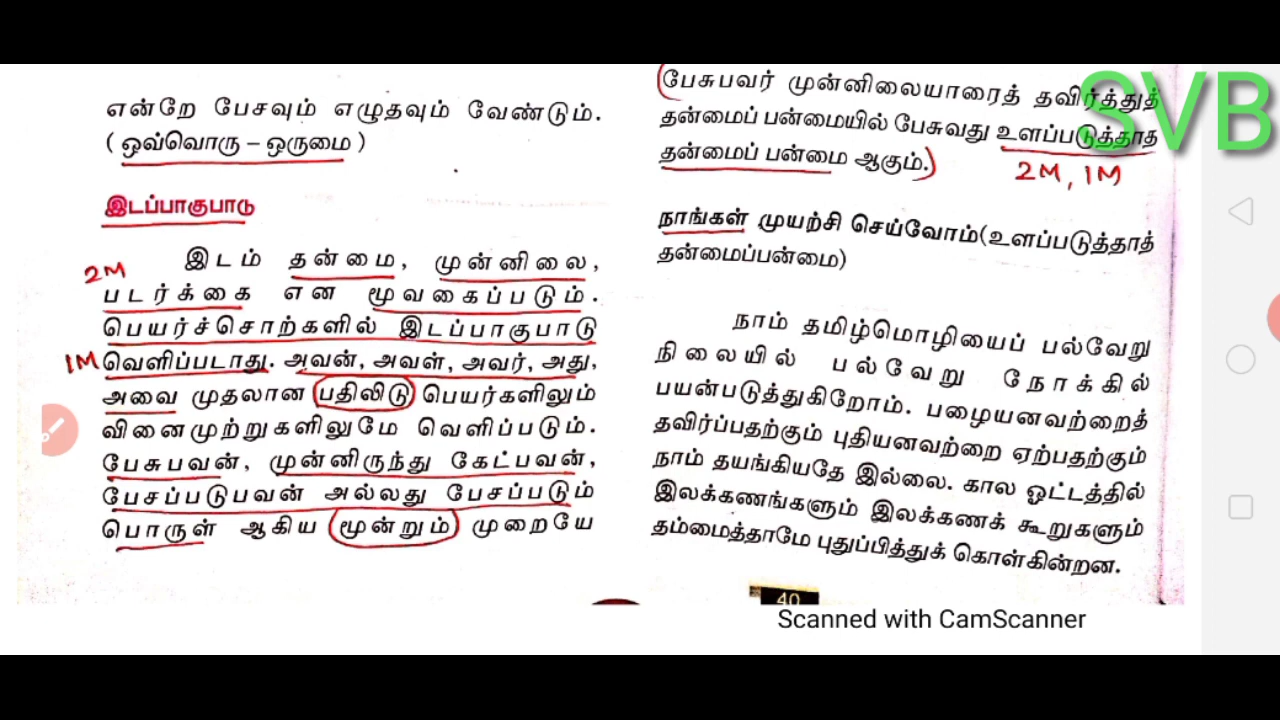 என்றே பேசவும் எழுதவும் வேண்டும்.
( ஒவ்வொரு – ஒருமை )
இடப்பாகுபாடு
2M
இடம் தன்மை, முன்னிலை,
படர்க்கை என மூவகைப்படும்.
பெயர்ச்சொற்களில் இடப்பாகுபாடு
1M வெளிப்படாது. அவன், அவள், அவர், அது,
அவை முதலான பதிலிடு பெயர்களிலும்
வினைமுற்றுகளிலுமே வெளிப்படும்.
பேசுபவன், முன்னிருந்து கேட்பவன்,
பேசப்படுபவன் அல்லது பேசப்படும்
பொருள் ஆகிய மூன்றும் முறையே
பேசுபவர் முன்னிலையாரைத் தவிர்த்துத்
தன்மைப் பன்மையில் பேசுவது உளப்படுத்தாத
தன்மைப் பன்மை ஆகும்.)
2M, 1M
நாங்கள் முயற்சி செய்வோம்(உளப்படுத்தாத்
தன்மைப்பன்மை)
நாம் தமிழ்மொழியைப் பல்வேறு
நிலையில் பல்வேறு நோக்கில்
பயன்படுத்துகிறோம். பழையனவற்றைத்
தவிர்ப்பதற்கும் புதியனவற்றை ஏற்பதற்கும்
நாம் தயங்கியதே இல்லை. கால ஓட்டத்தில்
இலக்கணங்களும் இலக்கணக் கூறுகளும்
தம்மைத்தாமே புதுப்பித்துக் கொள்கின்றன.
40
Scanned with CamScanner
SVB